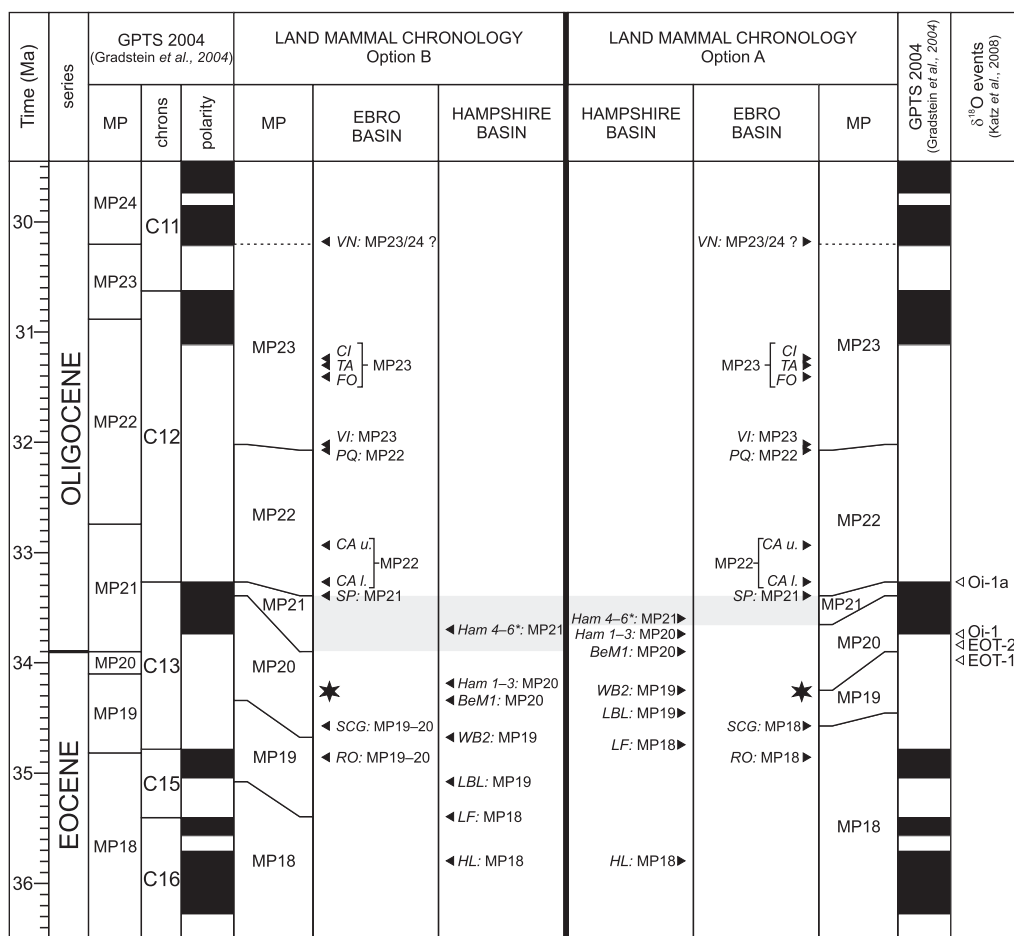 Time (Ma)
series
GPTS 2004
(Gradstein et al., 2004)
MP
chrons
polarity
LAND MAMMAL CHRONOLOGY
Option B
MP
EBRO
BASIN
HAMPSHIRE
BASIN
LAND MAMMAL CHRONOLOGY
Option A
HAMPSHIRE
BASIN
EBRO
BASIN
MP
GPTS 2004
(Gradstein et al., 2004)
δ18O events
(Katz et al., 2008)
30
31
32
33
34
35
36
OLIGOCENE
EOCENE
MP24
MP23
MP22
MP21
MP20
MP19
MP18
C11
C12
C13
C15
C16
MP23
MP22
MP21
MP20
MP19
MP18
VN: MP23/24 ?
CI
TA
FO
MP23
VI: MP23
PQ: MP22
CA u.
CA l.
MP22
SP: MP21
SCG: MP19–20
RO: MP19–20
Ham 4–6*: MP21
Ham 1–3: MP20
BeM1: MP20
WB2: MP19
LBL: MP19
LF: MP18
HL: MP18
Ham 4–6*: MP21
Ham 1–3: MP20
BeM1: MP20
WB2: MP19
LBL: MP19
LF: MP18
HL: MP18
VN: MP23/24 ?
CI
TA
FO
MP23
VI: MP23
PQ: MP22
CA u.
CA l.
MP22
SP: MP21
SCG: MP18
RO: MP18
MP23
MP22
MP21
MP20
MP19
MP18
Oi-1a
Oi-1
EOT-2
EOT-1